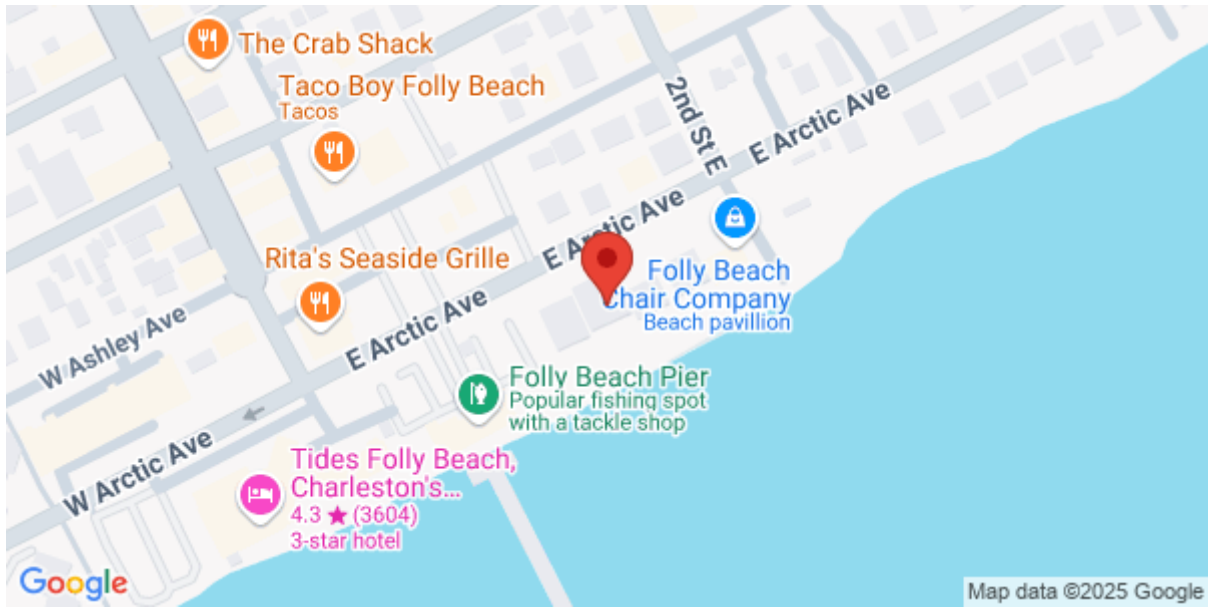 The Crab Shack
Taco Boy Folly Beach
Tacos
2nd St E
E Arctic Ave
E Arctic Ave
Rita's Seaside Grille
Folly Beach
Chair Company
Beach pavillion
E Arctic Ave
W Ashley Ave
Folly Beach Pier
Popular fishing spot
with a tackle shop
W Arctic Ave
Tides Folly Beach,
Charleston's...
4.3 ★ (3604)
3-star hotel
Google
Map data ©2025 Google